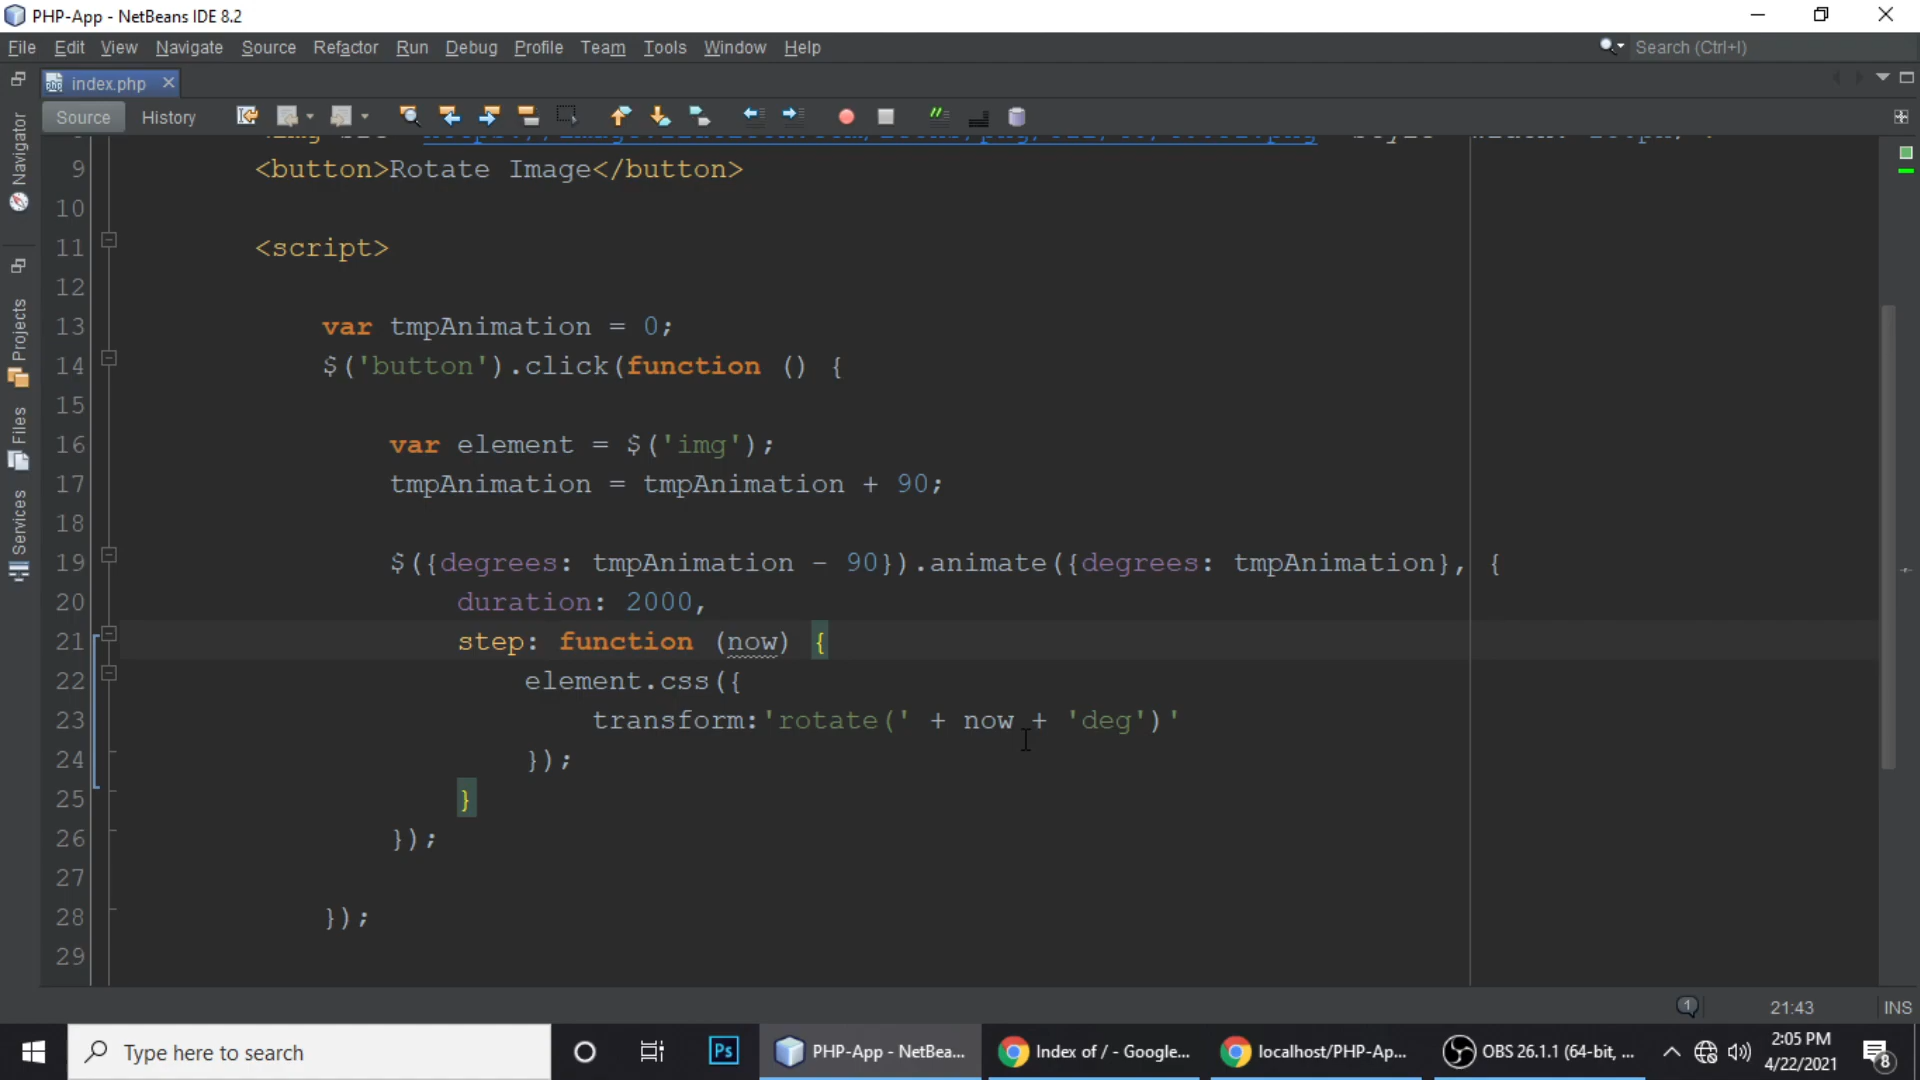 PHP-App - NetBeans IDE 8.2
File Edit View Navigate Source Refactor Run Debug Profile Team Tools Window Help
Search (Ctrl+I)
index.php
Source History
Navigator
Projects
Files
Services
9 <button>Rotate Image</button>
10
11 <script>
12
13 var tmpAnimation = 0;
14 $('button').click(function () {
15
16 var element = $('img');
17 tmpAnimation = tmpAnimation + 90;
18
19 $({degrees: tmpAnimation - 90}).animate({degrees: tmpAnimation}, {
20 duration: 2000,
21 step: function (now) {
22 element.css({
23 transform:'rotate(' + now + 'deg')'
24 });
25 }
26 });
27
28 });
29
1
21:43 INS
Type here to search
Ps
PHP-App - NetBea...
Index of / - Google...
localhost/PHP-Ap...
OBS 26.1.1 (64-bit, ...
2:05 PM
4/22/2021
8